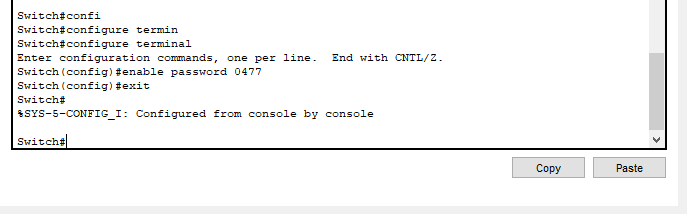 Switch#confi
Switch#configure termin
Switch#configure terminal
Enter configuration commands, one per line.  End with CNTL/Z.
Switch(config)#enable password 0477
Switch(config)#exit
Switch#
%SYS-5-CONFIG_I: Configured from console by console
Switch#
Copy Paste